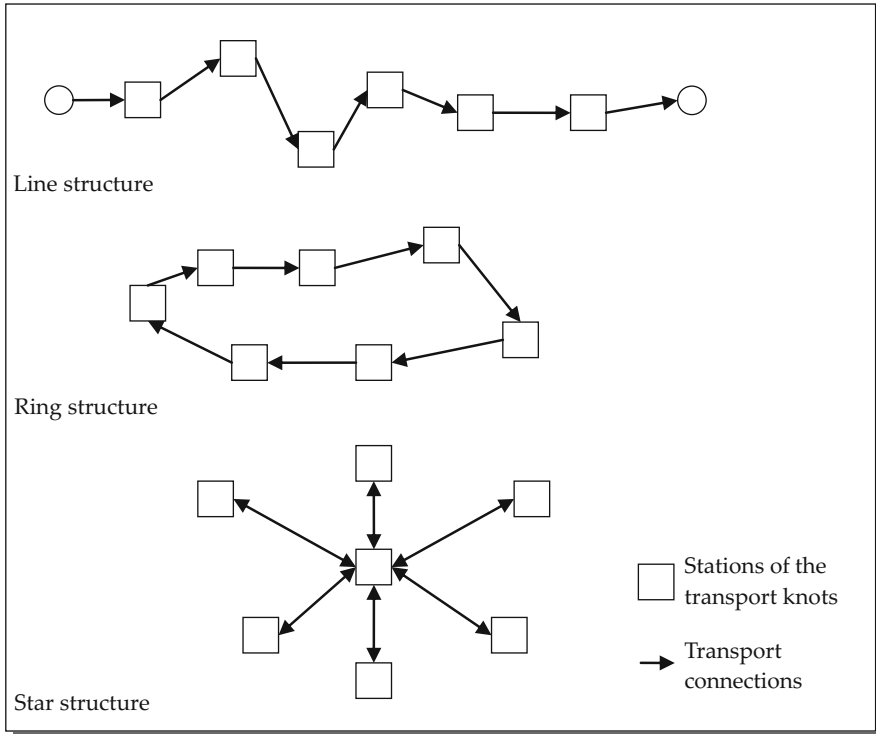 Line structure
Ring structure
Star structure
Stations of the
transport knots
Transport
connections